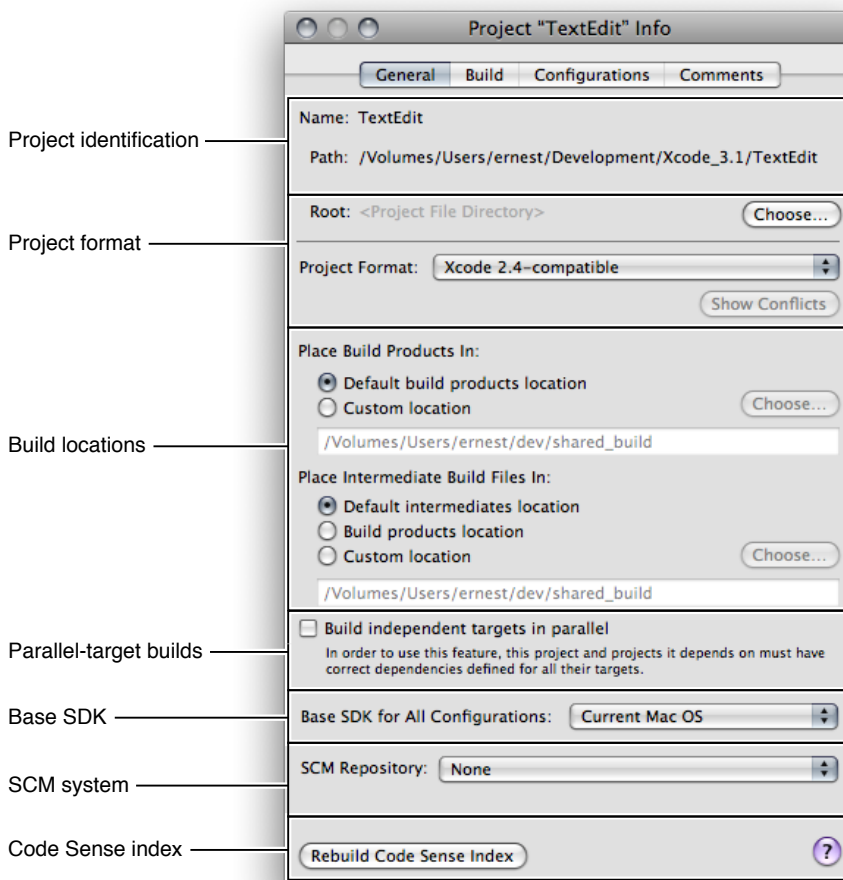 Project “TextEdit” Info
General Build Configurations Comments
Project identification
Name: TextEdit
Path: /Volumes/Users/ernest/Development/Xcode_3.1/TextEdit
Project format
Root: <Project File Directory> Choose...
Project Format: Xcode 2.4-compatible
Show Conflicts
Build locations
Place Build Products In:
Default build products location
Custom location Choose...
/Volumes/Users/ernest/dev/shared_build
Place Intermediate Build Files In:
Default intermediates location
Build products location
Custom location Choose...
/Volumes/Users/ernest/dev/shared_build
Parallel-target builds
Build independent targets in parallel
In order to use this feature, this project and projects it depends on must have
correct dependencies defined for all their targets.
Base SDK
Base SDK for All Configurations: Current Mac OS
SCM system
SCM Repository: None
Code Sense index
Rebuild Code Sense Index ?